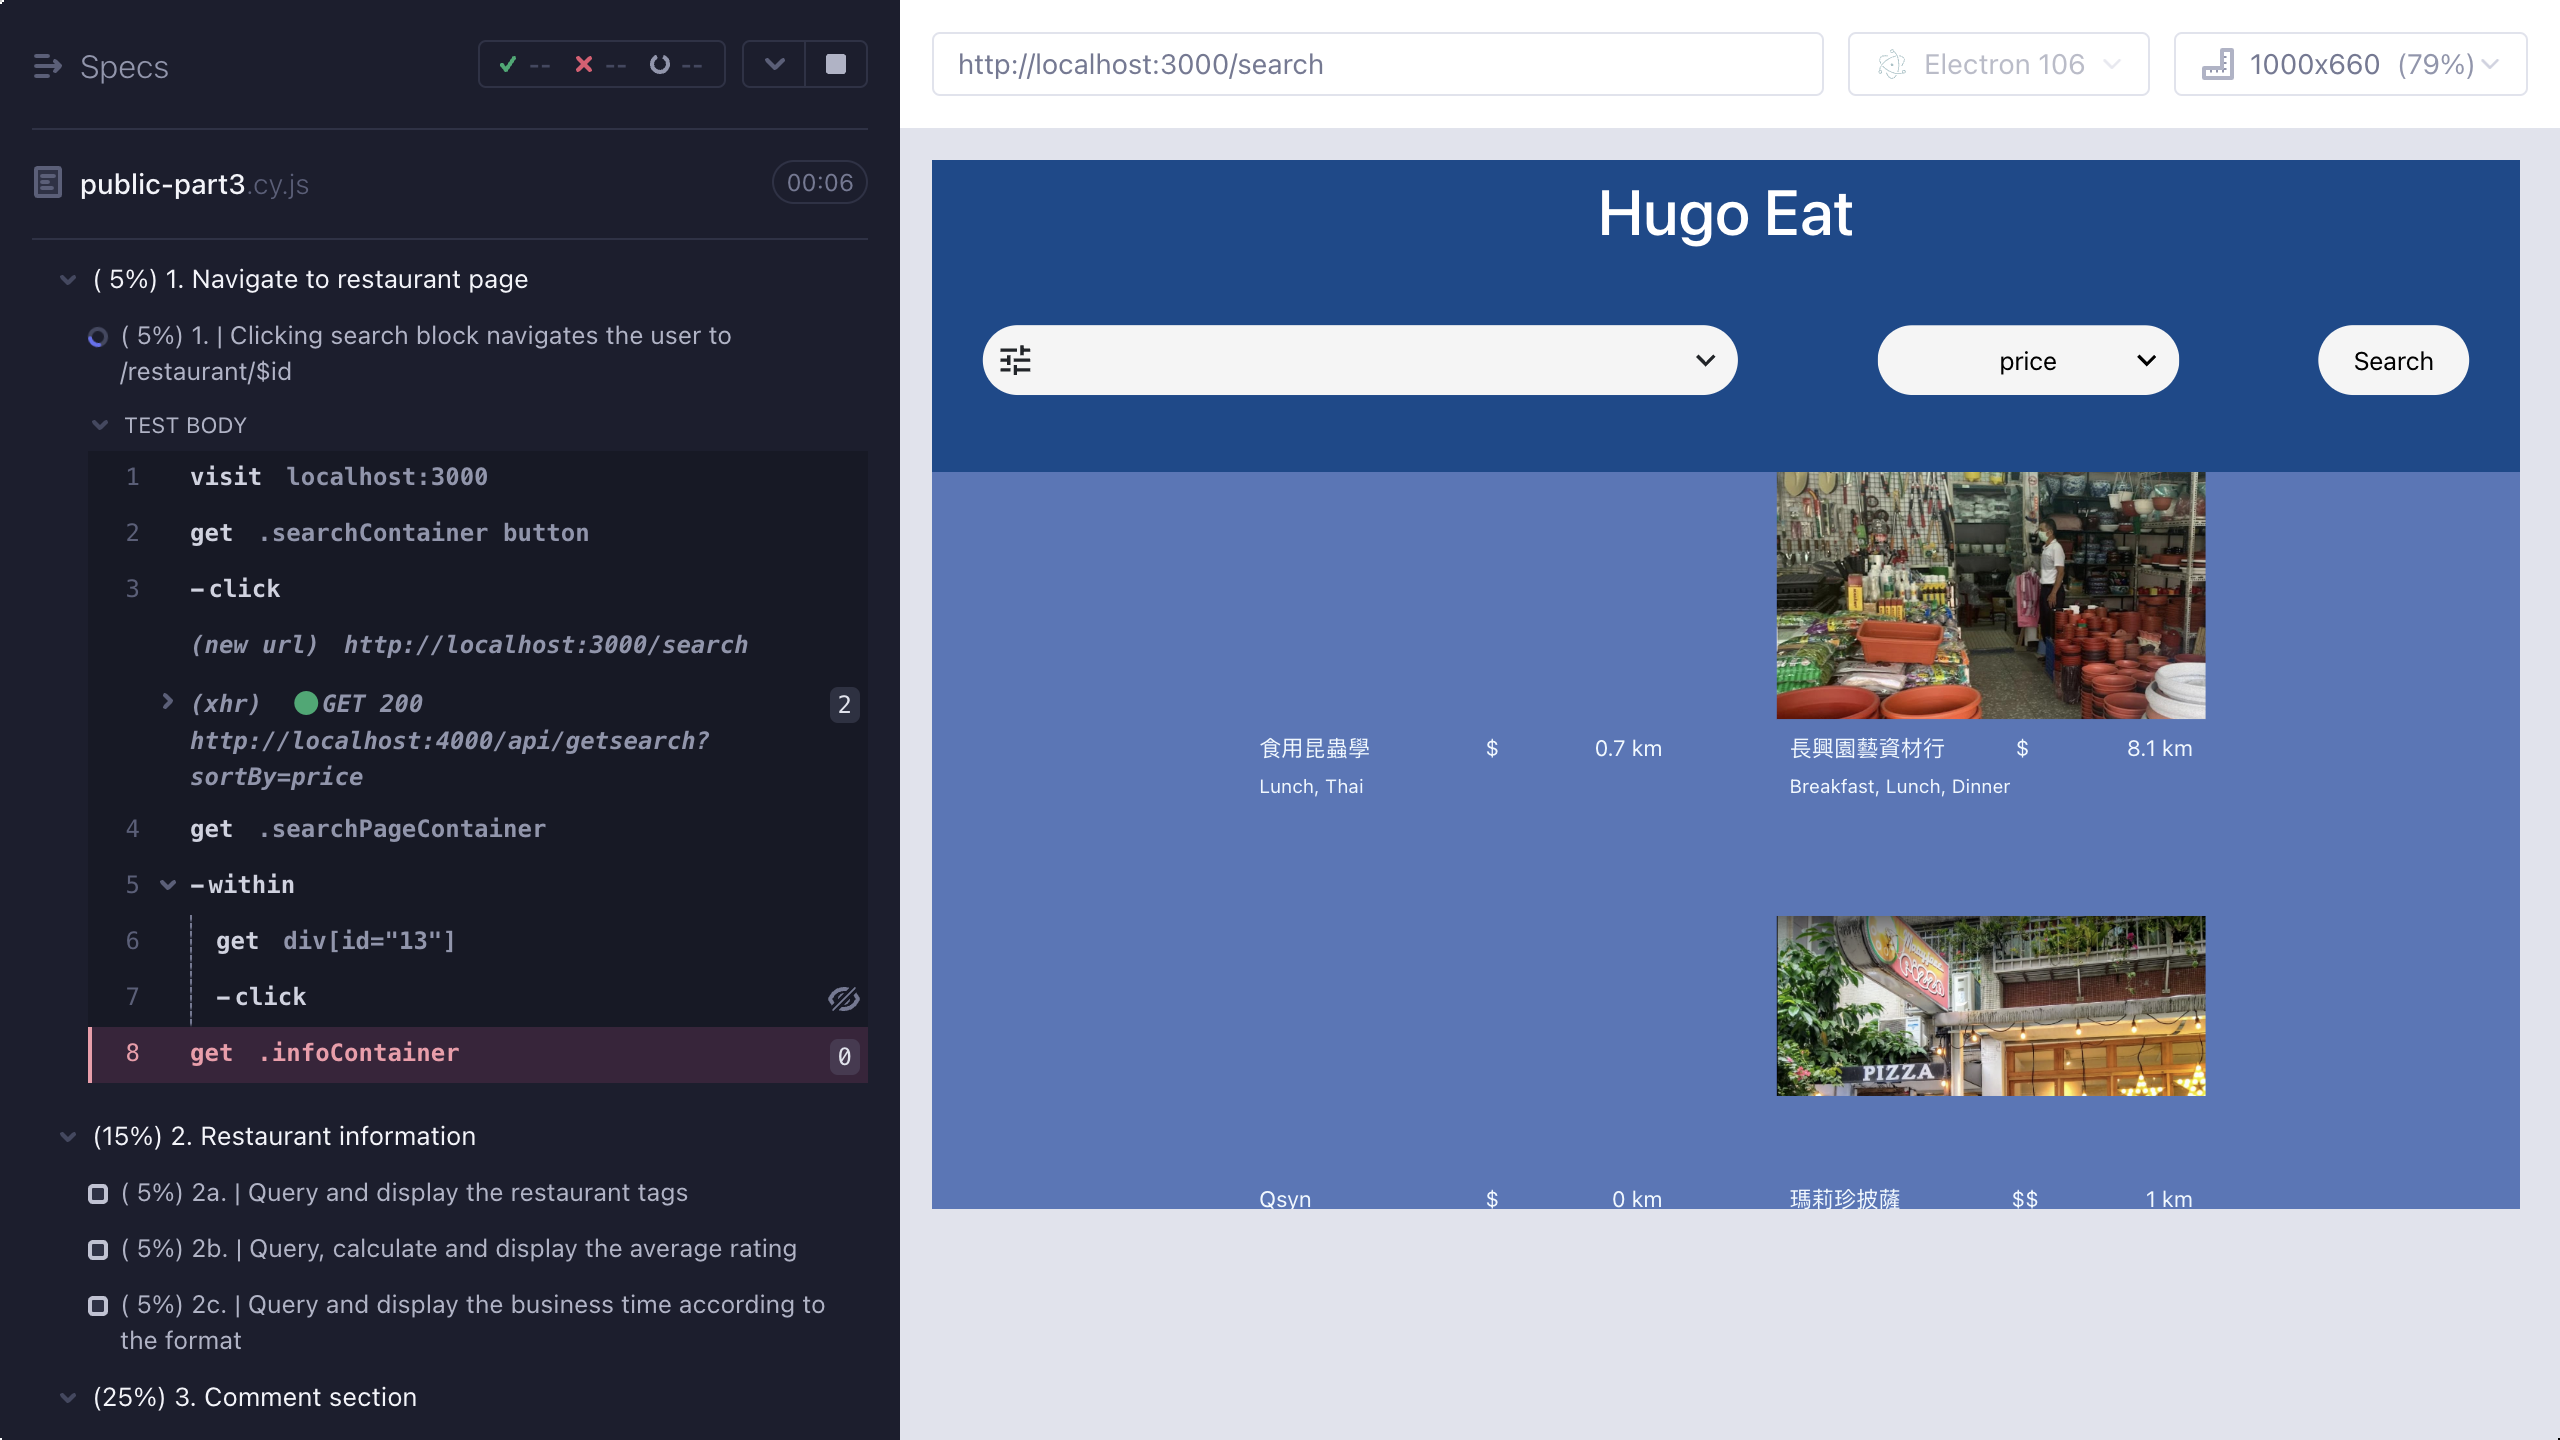 Specs
-- -- --
public-part3.cy.js
00:06
( 5%) 1. Navigate to restaurant page
( 5%) 1. | Clicking search block navigates the user to
/restaurant/$id
TEST BODY
1 visit localhost:3000
2 get .searchContainer button
3 -click
(new url) http://localhost:3000/search
(xhr) GET 200 2
http://localhost:4000/api/getsearch?
sortBy=price
4 get .searchPageContainer
5 -within
6 get div[id="13"]
7 -click
8 get .infoContainer 0
(15%) 2. Restaurant information
( 5%) 2a. | Query and display the restaurant tags
( 5%) 2b. | Query, calculate and display the average rating
( 5%) 2c. | Query and display the business time according to
the format
(25%) 3. Comment section
http://localhost:3000/search
Electron 106
1000x660 (79%)
Hugo Eat
price
Search
食用昆蟲學 $ 0.7 km
Lunch, Thai
長興園藝資材行 $ 8.1 km
Breakfast, Lunch, Dinner
PIZZA
Qsyn $ 0 km
瑪莉珍披薩 $$ 1 km